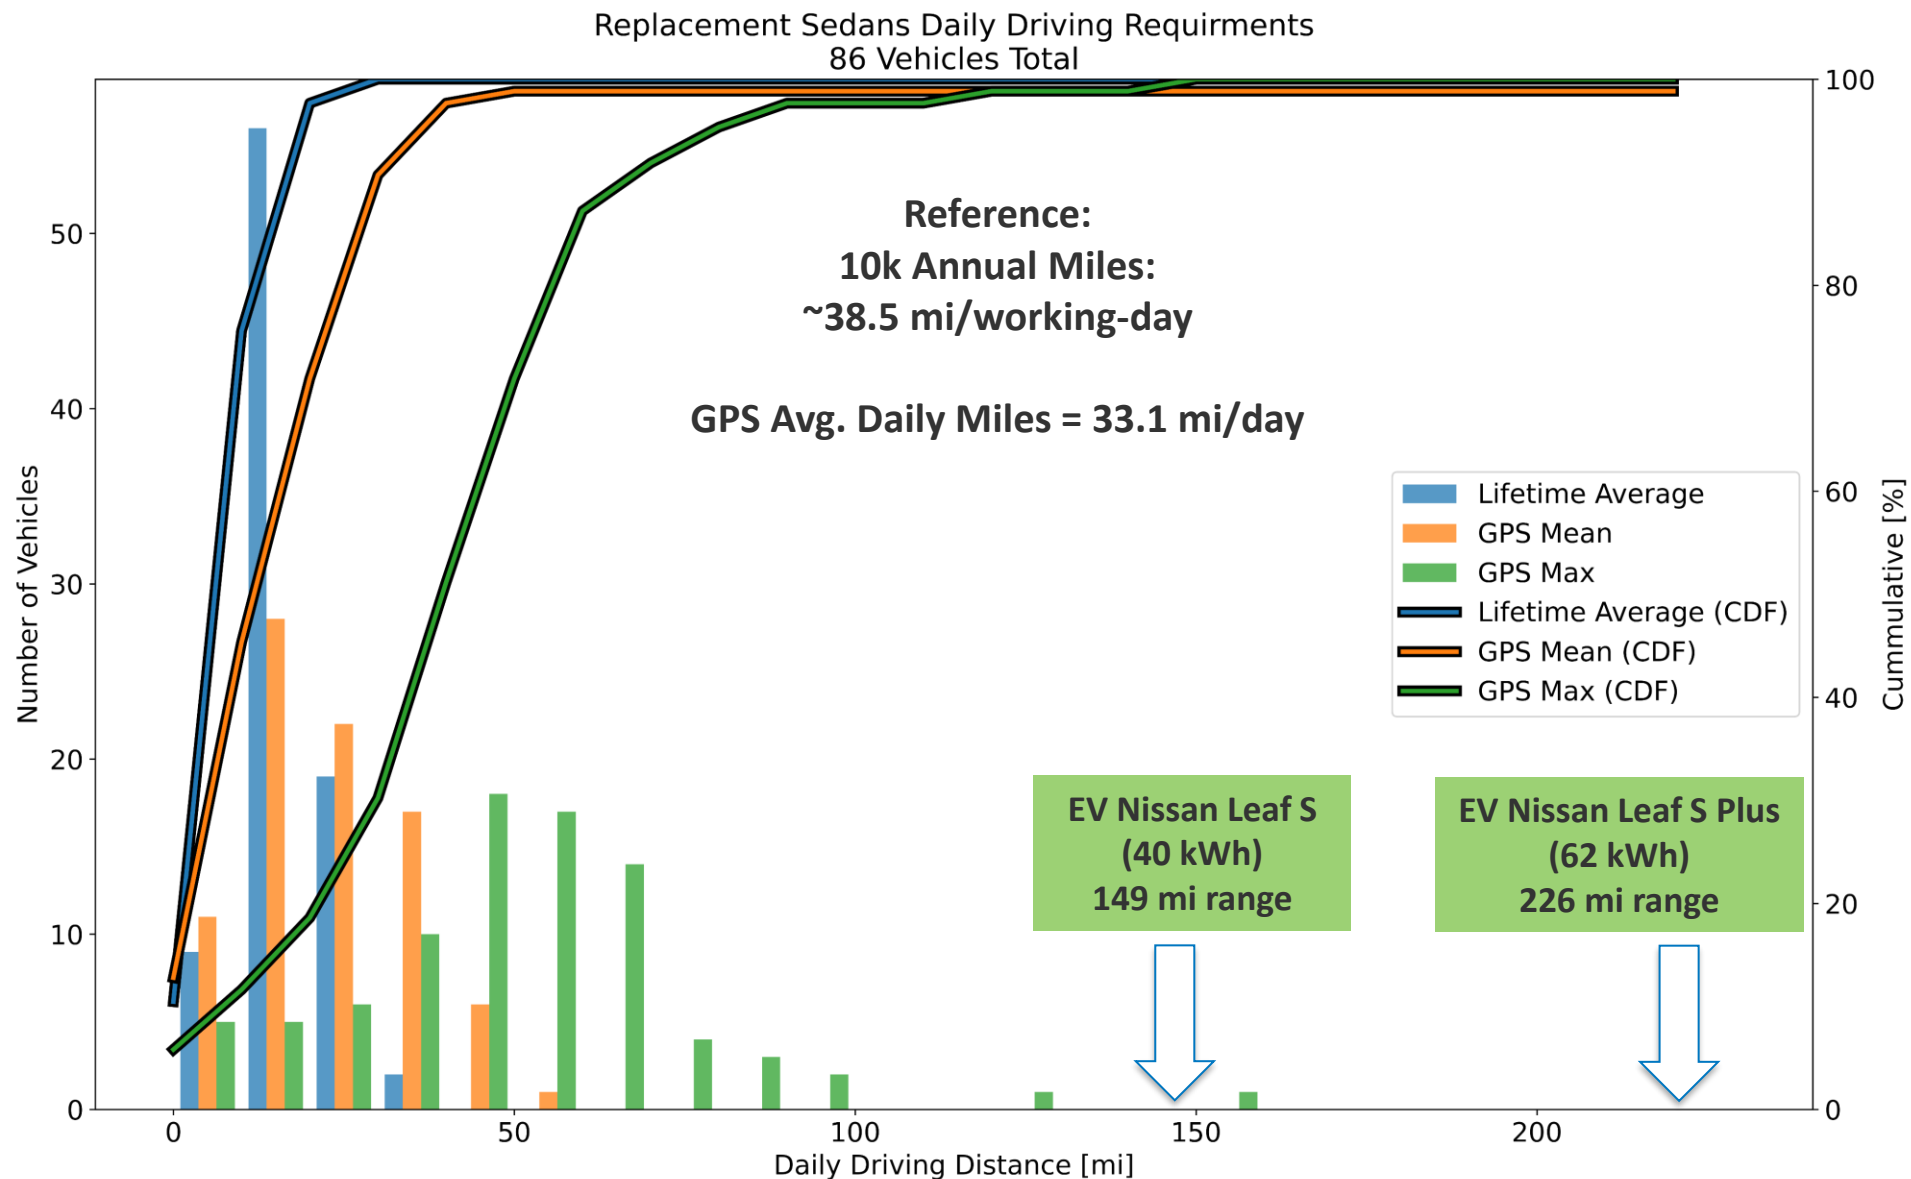 Replacement Sedans Daily Driving Requirments
86 Vehicles Total
Reference:
10k Annual Miles:
~38.5 mi/working-day
GPS Avg. Daily Miles = 33.1 mi/day
Number of Vehicles
0
10
20
30
40
50
Cummulative [%]
0
20
40
60
80
100
Lifetime Average
GPS Mean
GPS Max
Lifetime Average (CDF)
GPS Mean (CDF)
GPS Max (CDF)
EV Nissan Leaf S
(40 kWh)
149 mi range
EV Nissan Leaf S Plus
(62 kWh)
226 mi range
0
50
100
150
200
Daily Driving Distance [mi]